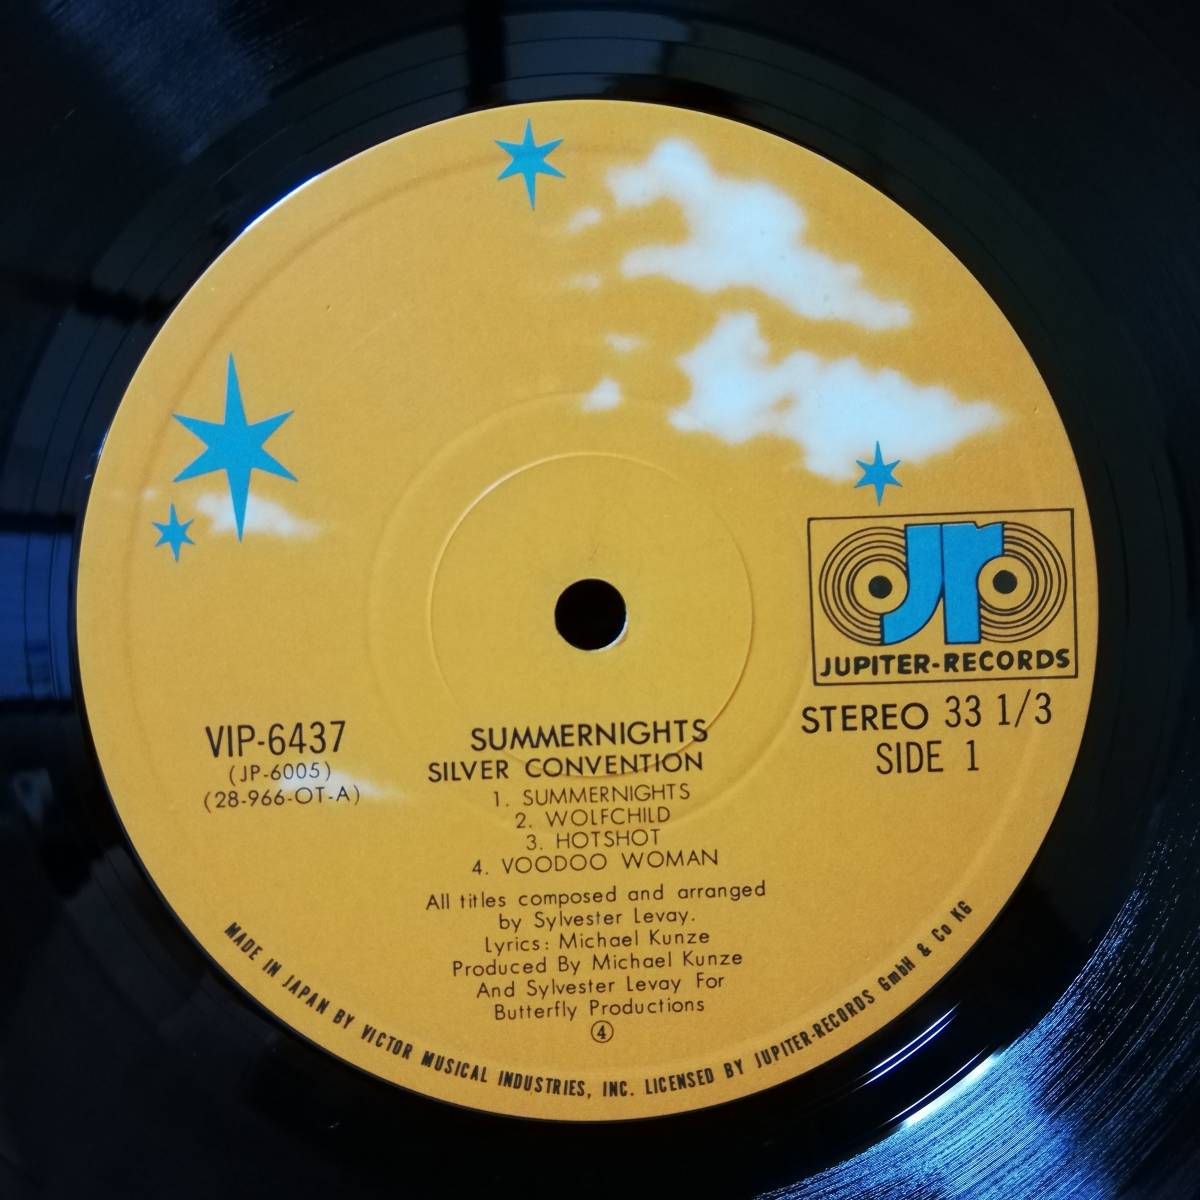 JR
JUPITER-RECORDS
STEREO 33 1/3
SIDE 1
VIP-6437
(JP-6005)
(28-966-OT-A)
SUMMERNIGHTS
SILVER CONVENTION
1. SUMMERNIGHTS
2. WOLFCHILD
3. HOTSHOT
4. VOODOO WOMAN
All titles composed and arranged
by Sylvester Levay.
Lyrics: Michael Kunze
Produced By Michael Kunze
And Sylvester Levay For
Butterfly Productions
④
MADE IN JAPAN BY VICTOR MUSICAL INDUSTRIES, INC. LICENSED BY JUPITER-RECORDS GmbH & Co KG